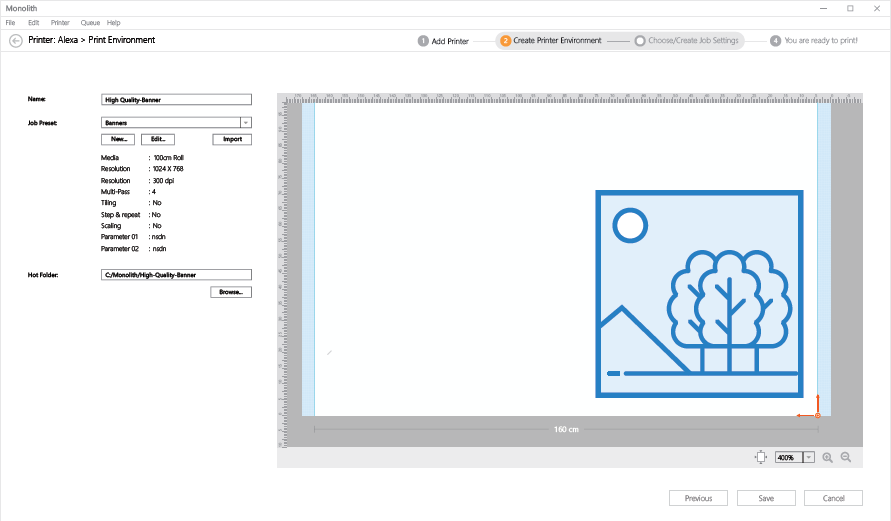 Monolith
File Edit Printer Queue Help
Printer: Alexa > Print Environment
1 Add Printer 2 Create Printer Environment Choose/Create Job Settings 4 You are ready to print!
Name: High Quality-Banner
Job Preset: Banners
New... Edit... Import
Media : 100cm Roll
Resolution : 1024 X 768
Resolution : 300 dpi
Multi-Pass : 4
Tiling : No
Step & repeat : No
Scaling : No
Parameter 01 : nsdn
Parameter 02 : nsdn
Hot Folder: C:/Monolith/High-Quality-Banner
Browse...
160 cm
400%
Previous Save Cancel